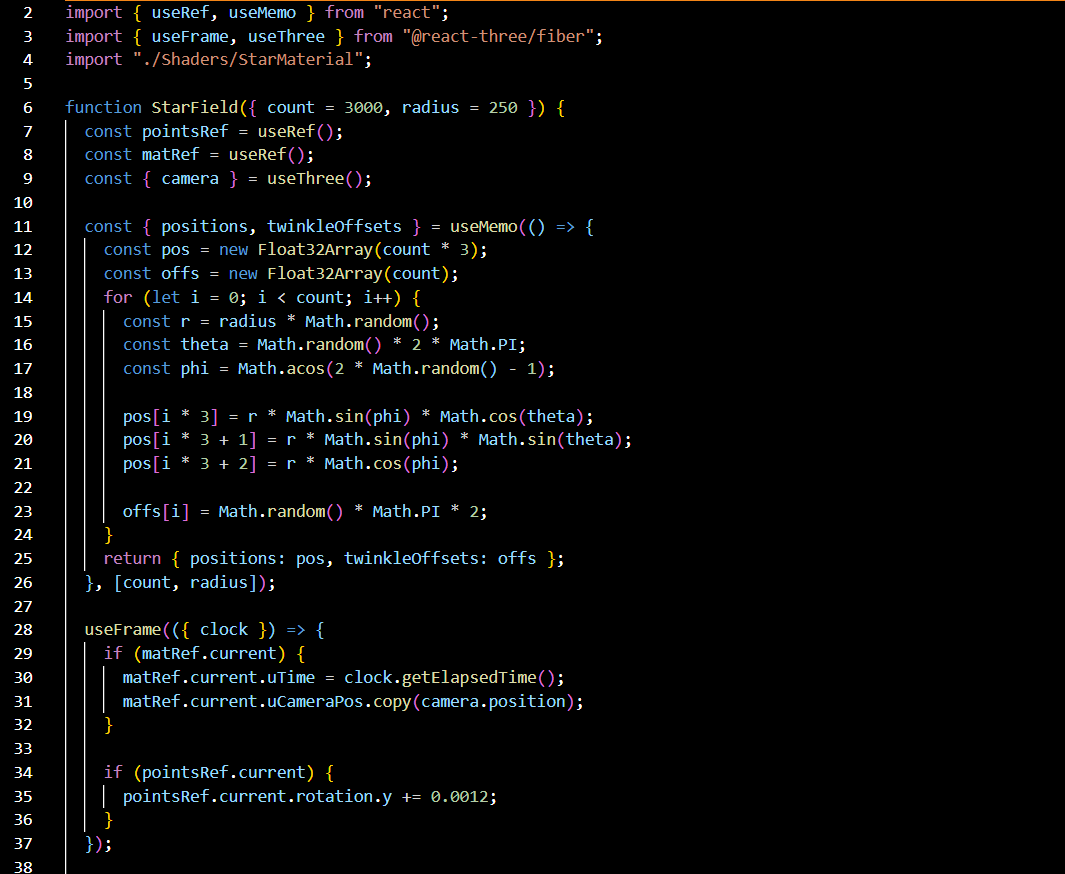 2 import { useRef, useMemo } from "react";
3 import { useFrame, useThree } from "@react-three/fiber";
4 import "./Shaders/StarMaterial";
5
6 function StarField({ count = 3000, radius = 250 }) {
7   const pointsRef = useRef();
8   const matRef = useRef();
9   const { camera } = useThree();
10
11   const { positions, twinkleOffsets } = useMemo(() => {
12     const pos = new Float32Array(count * 3);
13     const offs = new Float32Array(count);
14     for (let i = 0; i < count; i++) {
15       const r = radius * Math.random();
16       const theta = Math.random() * 2 * Math.PI;
17       const phi = Math.acos(2 * Math.random() - 1);
18
19       pos[i * 3] = r * Math.sin(phi) * Math.cos(theta);
20       pos[i * 3 + 1] = r * Math.sin(phi) * Math.sin(theta);
21       pos[i * 3 + 2] = r * Math.cos(phi);
22
23       offs[i] = Math.random() * Math.PI * 2;
24     }
25     return { positions: pos, twinkleOffsets: offs };
26   }, [count, radius]);
27
28   useFrame(({ clock }) => {
29     if (matRef.current) {
30       matRef.current.uTime = clock.getElapsedTime();
31       matRef.current.uCameraPos.copy(camera.position);
32     }
33
34     if (pointsRef.current) {
35       pointsRef.current.rotation.y += 0.0012;
36     }
37   });
38